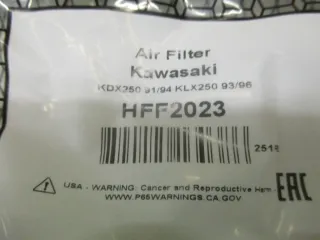 Air Filter
Kawasaki
KDX250 91/94 KLX250 93/96
HFF2023
251
USA - WARNING: Cancer and Reproductive Harm
WWW.P65WARNINGS.CA.GOV
EAC